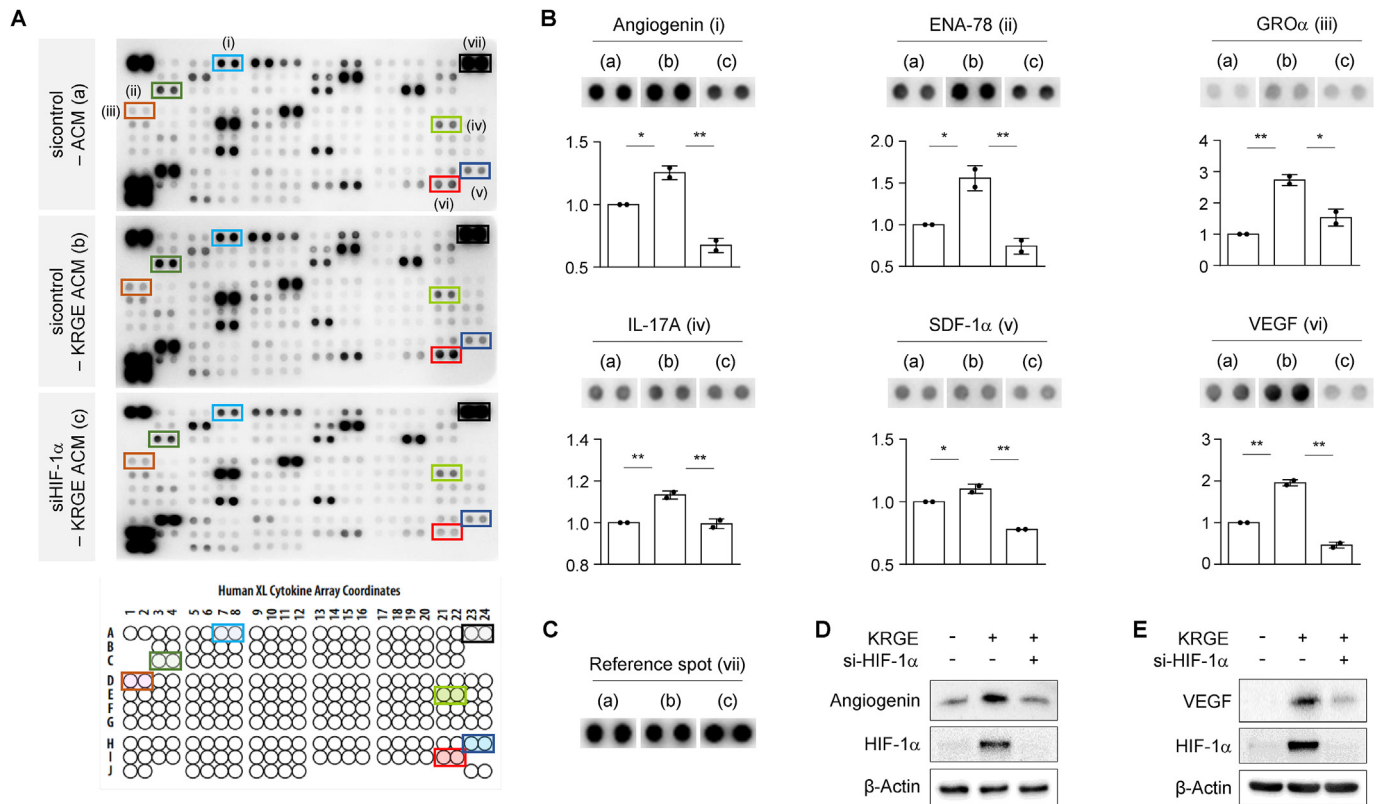 A
sicontrol
– ACM (a)
(i)
(vii)
(ii)
(iii)
(iv)
(v)
(vi)
sicontrol
– KRGE ACM (b)
siHIF-1α
– KRGE ACM (c)
Human XL Cytokine Array Coordinates
1 2 3 4 5 6 7 8 9 10 11 12 13 14 15 16 17 18 19 20 21 22 23 24
A
B
C
D
E
F
G
H
I
J
B
Angiogenin (i)
(a) (b) (c)
* **
1.5
1.0
0.5
ENA-78 (ii)
(a) (b) (c)
* **
2.0
1.5
1.0
0.5
GROα (iii)
(a) (b) (c)
** *
4
3
2
1
0
IL-17A (iv)
(a) (b) (c)
** **
1.4
1.2
1.0
0.8
SDF-1α (v)
(a) (b) (c)
* **
1.5
1.0
0.5
VEGF (vi)
(a) (b) (c)
** **
3
2
1
0
C
Reference spot (vii)
(a) (b) (c)
D
KRGE - + +
si-HIF-1α - - +
Angiogenin
HIF-1α
β-Actin
E
KRGE - + +
si-HIF-1α - - +
VEGF
HIF-1α
β-Actin